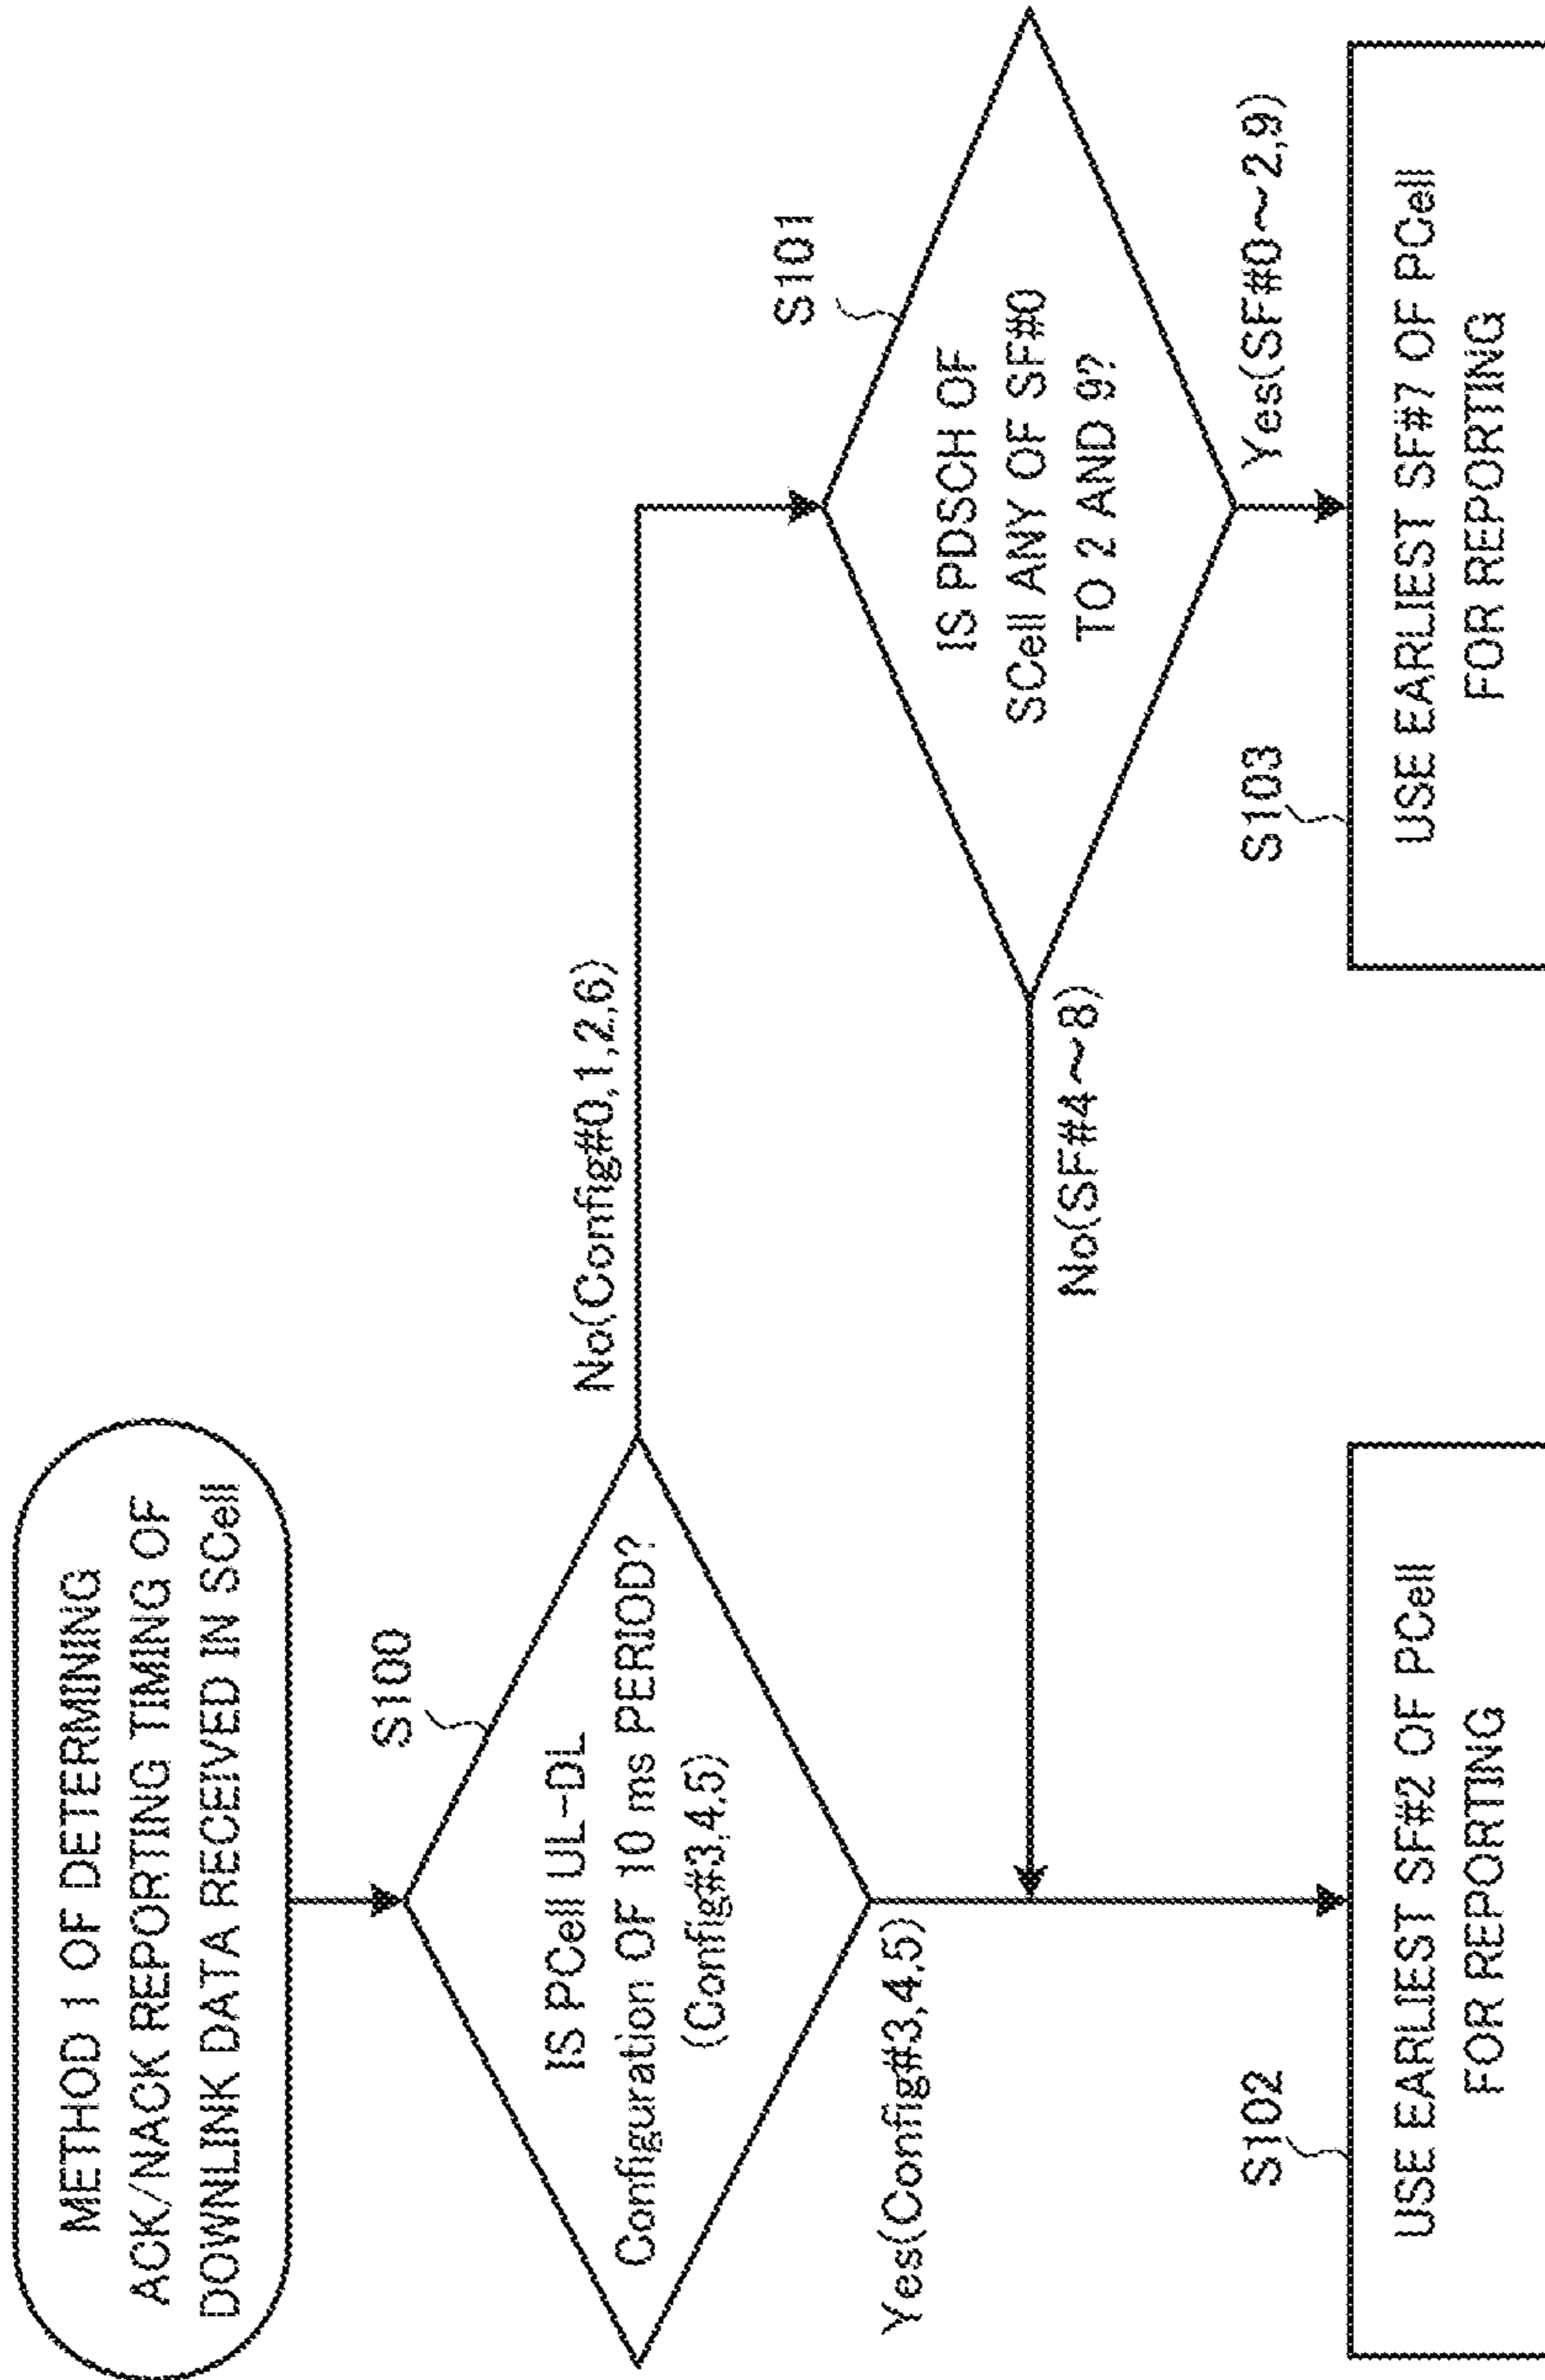 METHOD 1 OF DETERMINING
ACK/NACK REPORTING TIMING OF
DOWNLINK DATA RECEIVED IN SCell
S100
IS PCell UL-DL
Configuration OF 10 ms PERIOD?
(Config#3,4,5)
No(Config#0,1,2,6)
Yes(Config#3,4,5)
S101
IS PDSCH OF
SCell ANY OF SF#0
TO 2 AND 9?
No(SF#4~8)
Yes(SF#0~2,9)
S102
USE EARLIEST SF#2 OF PCell
FOR REPORTING
S103
USE EARLIEST SF#7 OF PCell
FOR REPORTING